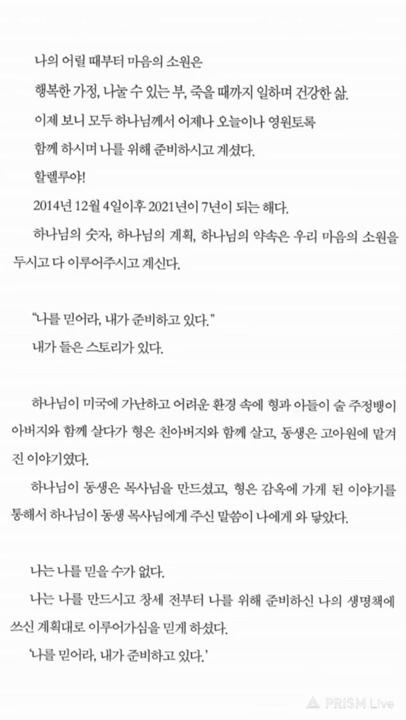 나의 어릴 때부터 마음의 소원은
행복한 가정, 나눌 수 있는 부, 죽을 때까지 일하며 건강한 삶.
이제 보니 모두 하나님께서 어제나 오늘이나 영원토록
함께 하시며 나를 위해 준비하시고 계셨다.
할렐루야!
2014년 12월 4일이후 2021년이 7년이 되는 해다.
하나님의 숫자, 하나님의 계획, 하나님의 약속은 우리 마음의 소원을
두시고 다 이루어주시고 계신다.
“나를 믿어라, 내가 준비하고 있다.”
내가 들은 스토리가 있다.
하나님이 미국에 가난하고 어려운 환경 속에 형과 아들이 술 주정뱅이
아버지와 함께 살다가 형은 친아버지와 함께 살고, 동생은 고아원에 맡겨
진 이야기였다.
하나님이 동생은 목사님을 만드셨고, 형은 감옥에 가게 된 이야기를
통해서 하나님이 동생 목사님에게 주신 말씀이 나에게 와 닿았다.
나는 나를 믿을 수가 없다.
나는 나를 만드시고 창세 전부터 나를 위해 준비하신 나의 생명책에
쓰신 계획대로 이루어가심을 믿게 하셨다.
‘나를 믿어라, 내가 준비하고 있다.’
PRISM Live